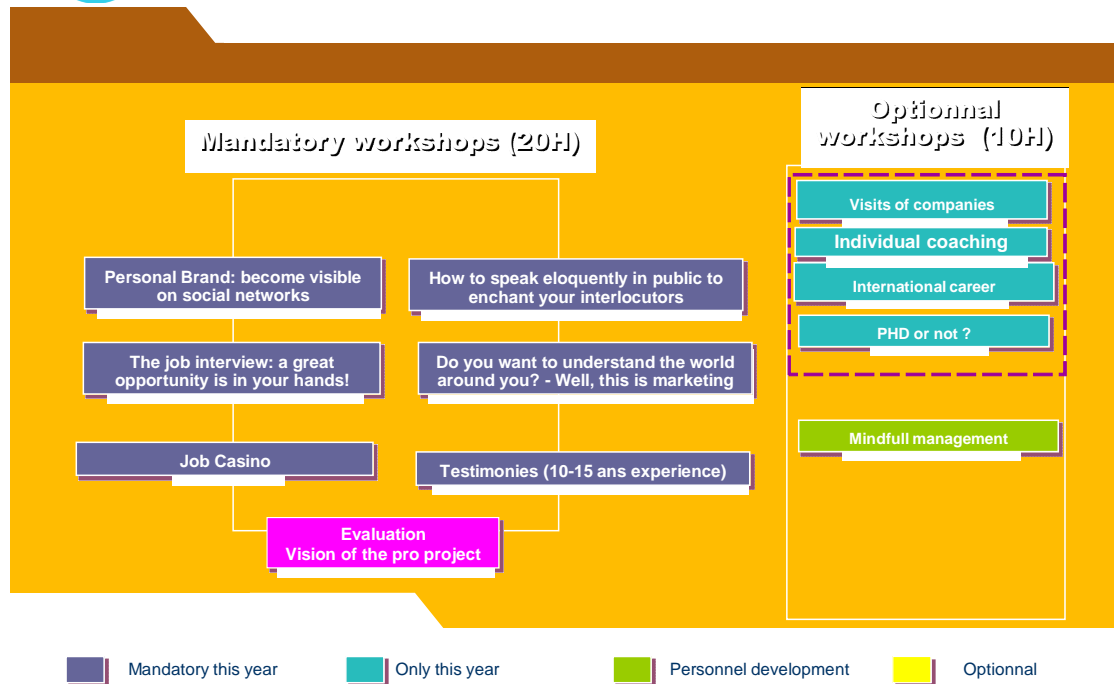 Mandatory workshops (20H)
Optionnal
workshops (10H)
Personal Brand: become visible
on social networks
How to speak eloquently in public to
enchant your interlocutors
The job interview: a great
opportunity is in your hands!
Do you want to understand the world
around you? - Well, this is marketing
Job Casino
Testimonies (10-15 ans experience)
Evaluation
Vision of the pro project
Visits of companies
Individual coaching
International career
PHD or not ?
Mindfull management
Mandatory this year
Only this year
Personnel development
Optionnal